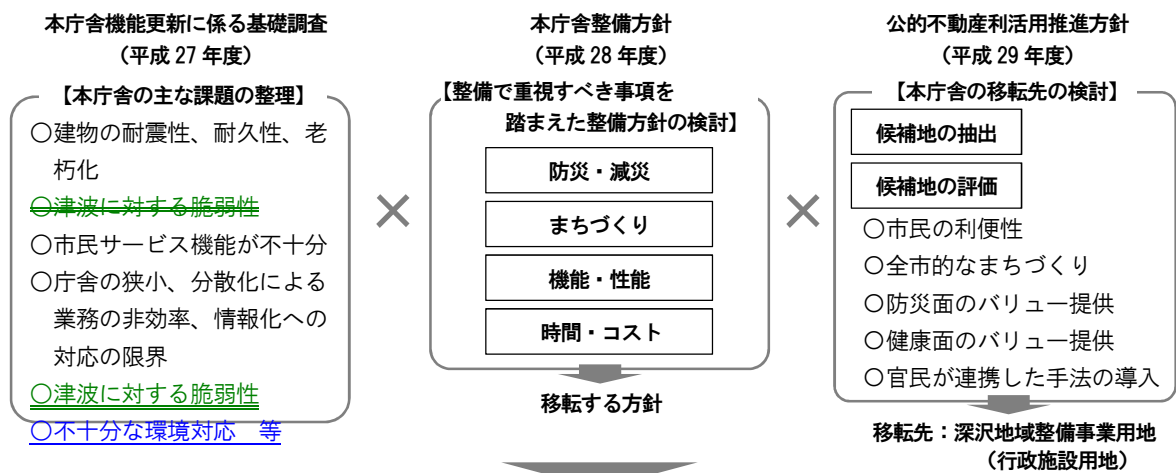 本庁舎機能更新に係る基礎調査
（平成 27 年度）
【本庁舎の主な課題の整理】
○建物の耐震性、耐久性、老
朽化
○津波に対する脆弱性
○市民サービス機能が不十分
○庁舎の狭小、分散化による
業務の非効率、情報化への
対応の限界
○津波に対する脆弱性
○不十分な環境対応　等
×
本庁舎整備方針
（平成 28 年度）
【整備で重視すべき事項を
踏まえた整備方針の検討】
防災・減災
まちづくり
機能・性能
時間・コスト
移転する方針
×
公的不動産利活用推進方針
（平成 29 年度）
【本庁舎の移転先の検討】
候補地の抽出
候補地の評価
○市民の利便性
○全市的なまちづくり
○防災面のバリュー提供
○健康面のバリュー提供
○官民が連携した手法の導入
移転先：深沢地域整備事業用地
（行政施設用地）